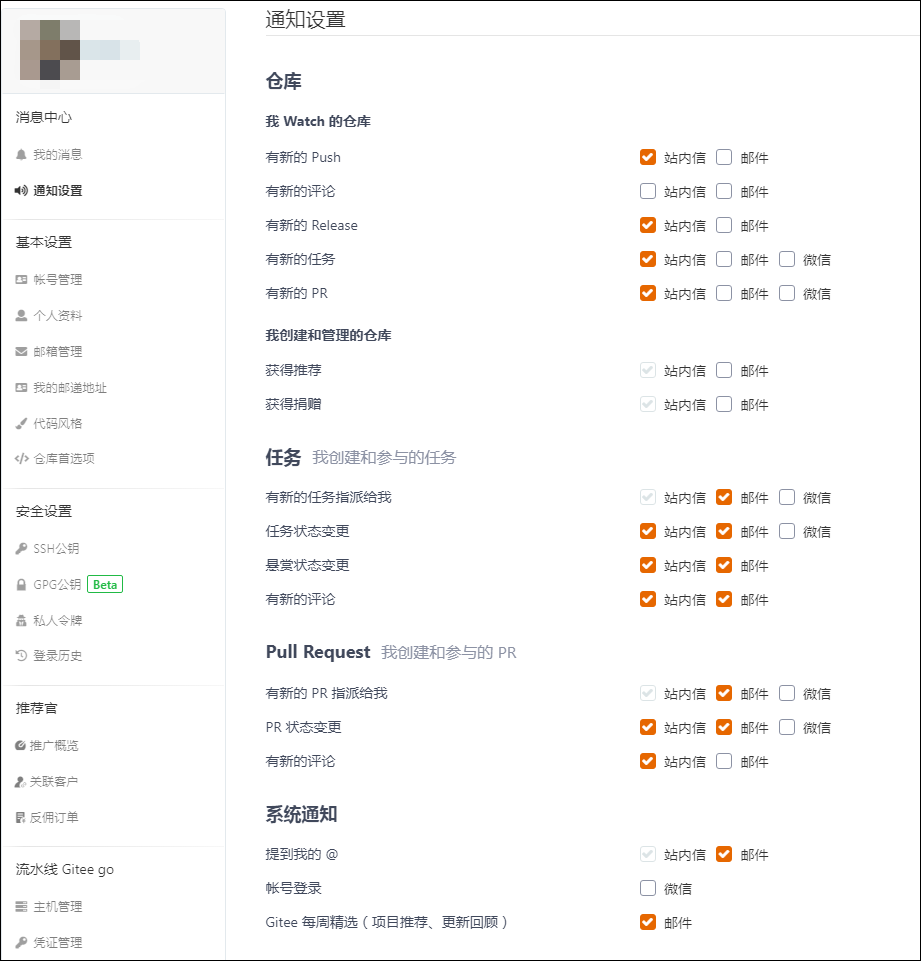 消息中心
我的消息
通知设置
基本设置
帐号管理
个人资料
邮箱管理
我的邮递地址
代码风格
仓库首选项
安全设置
SSH公钥
GPG公钥 Beta
私人令牌
登录历史
推荐官
推广概览
关联客户
反佣订单
流水线 Gitee go
主机管理
凭证管理
通知设置
仓库
我 Watch 的仓库
有新的 Push 站内信 邮件
有新的评论 站内信 邮件
有新的 Release 站内信 邮件
有新的任务 站内信 邮件 微信
有新的 PR 站内信 邮件 微信
我创建和管理的仓库
获得推荐 站内信 邮件
获得捐赠 站内信 邮件
任务 我创建和参与的任务
有新的任务指派给我 站内信 邮件 微信
任务状态变更 站内信 邮件 微信
悬赏状态变更 站内信 邮件
有新的评论 站内信 邮件
Pull Request 我创建和参与的 PR
有新的 PR 指派给我 站内信 邮件 微信
PR 状态变更 站内信 邮件 微信
有新的评论 站内信 邮件
系统通知
提到我的 @ 站内信 邮件
帐号登录 微信
Gitee 每周精选（项目推荐、更新回顾） 邮件